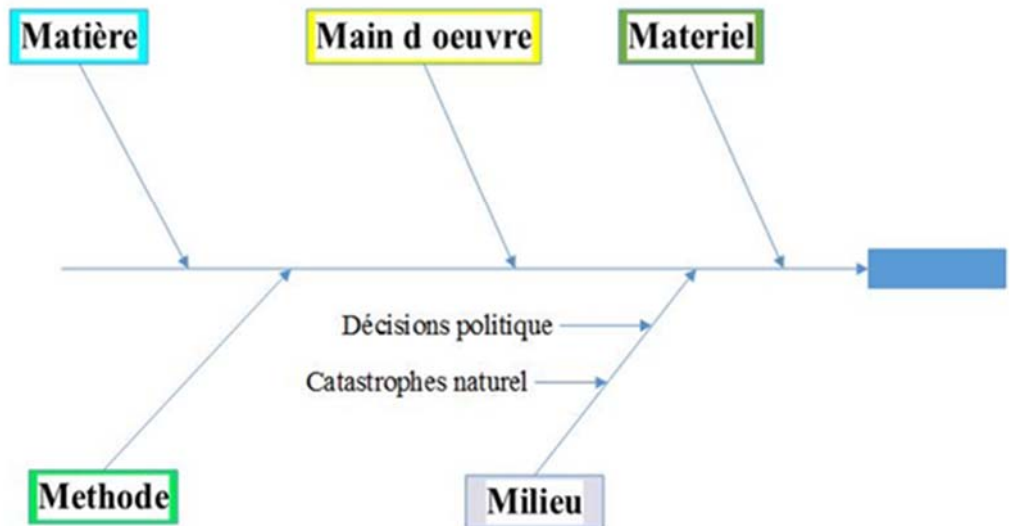 Matière
Main d oeuvre
Materiel
Décisions politique
Catastrophes naturel
Methode
Milieu